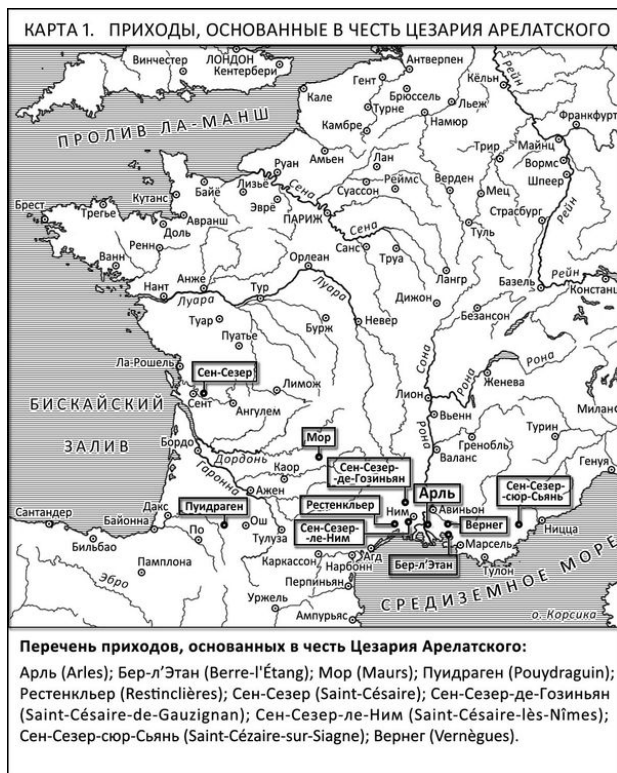 КАРТА 1. ПРИХОДЫ, ОСНОВАННЫЕ В ЧЕСТЬ ЦЕЗАРИЯ АРЕЛАТСКОГО
Винчестер
ЛОНДОН
Кентербери
Антверпен
Гент
Кёльн
Рейн
Кале
Брюссель
Турне
Льеж
Франкфурт
Камбре
Намюр
ПРОЛИВ ЛА-МАНШ
Амьен
Лан
Трир
Майнц
Руан
Вормс
Суассон
Реймс
Верден
Мец
Шпеер
Байё
Лизьё
Сена
Кутанс
Эврё
ПАРИЖ
Страсбург
Рейн
Брест
Трегье
Авранш
Доль
Сена
Туль
Ренн
Санс
Труа
Ванн
Орлеан
Лангр
Базель
Рейн
Констанц
Нант
Анже
Тур
Луара
Дижон
Луара
Безансон
Туар
Бурж
Невёр
Пуатье
Сона
Рона
Ла-Рошель
Сен-Сезер
Лимож
Лион
Рона
Женева
Сент
Ангулем
Вьенн
Милан
БИСКАЙСКИЙ
ЗАЛИВ
Мор
Рона
Гренобль
Турин
Бордо
Дордонь
Сен-Сезер-
де-Гозиньян
Валанс
Генуя
Гаронна
Каор
Сен-Сезер-
сюр-Сьянь
Ажен
Арль
Сантандер
Дакс
Пуидраген
Рестенкльер
Ним
Авиньон
Байонна
Ош
Сен-Сезер-
ле-Ним
Вернег
Ницца
Бильбао
По
Тулуза
Марсель
Памплона
Каркассон
Агд
Бер-л’Этан
Тулон
Нарбонн
Эбро
Перпиньян
СРЕДИЗЕМНОЕ МОРЕ
Уржель
Ампурьяс
о. Корсика
Перечень приходов, основанных в честь Цезария Арелатского:
Арль (Arles); Бер-л’Этан (Berre-l'Étang); Мор (Maurs); Пуидраген (Pouydraguin);
Рестенкльер (Restinclières); Сен-Сезер (Saint-Césaire); Сен-Сезер-де-Гозиньян
(Saint-Césaire-de-Gauzignan); Сен-Сезер-ле-Ним (Saint-Césaire-lès-Nîmes);
Сен-Сезер-сюр-Сьянь (Saint-Cézaire-sur-Siagne); Вернег (Vernègues).